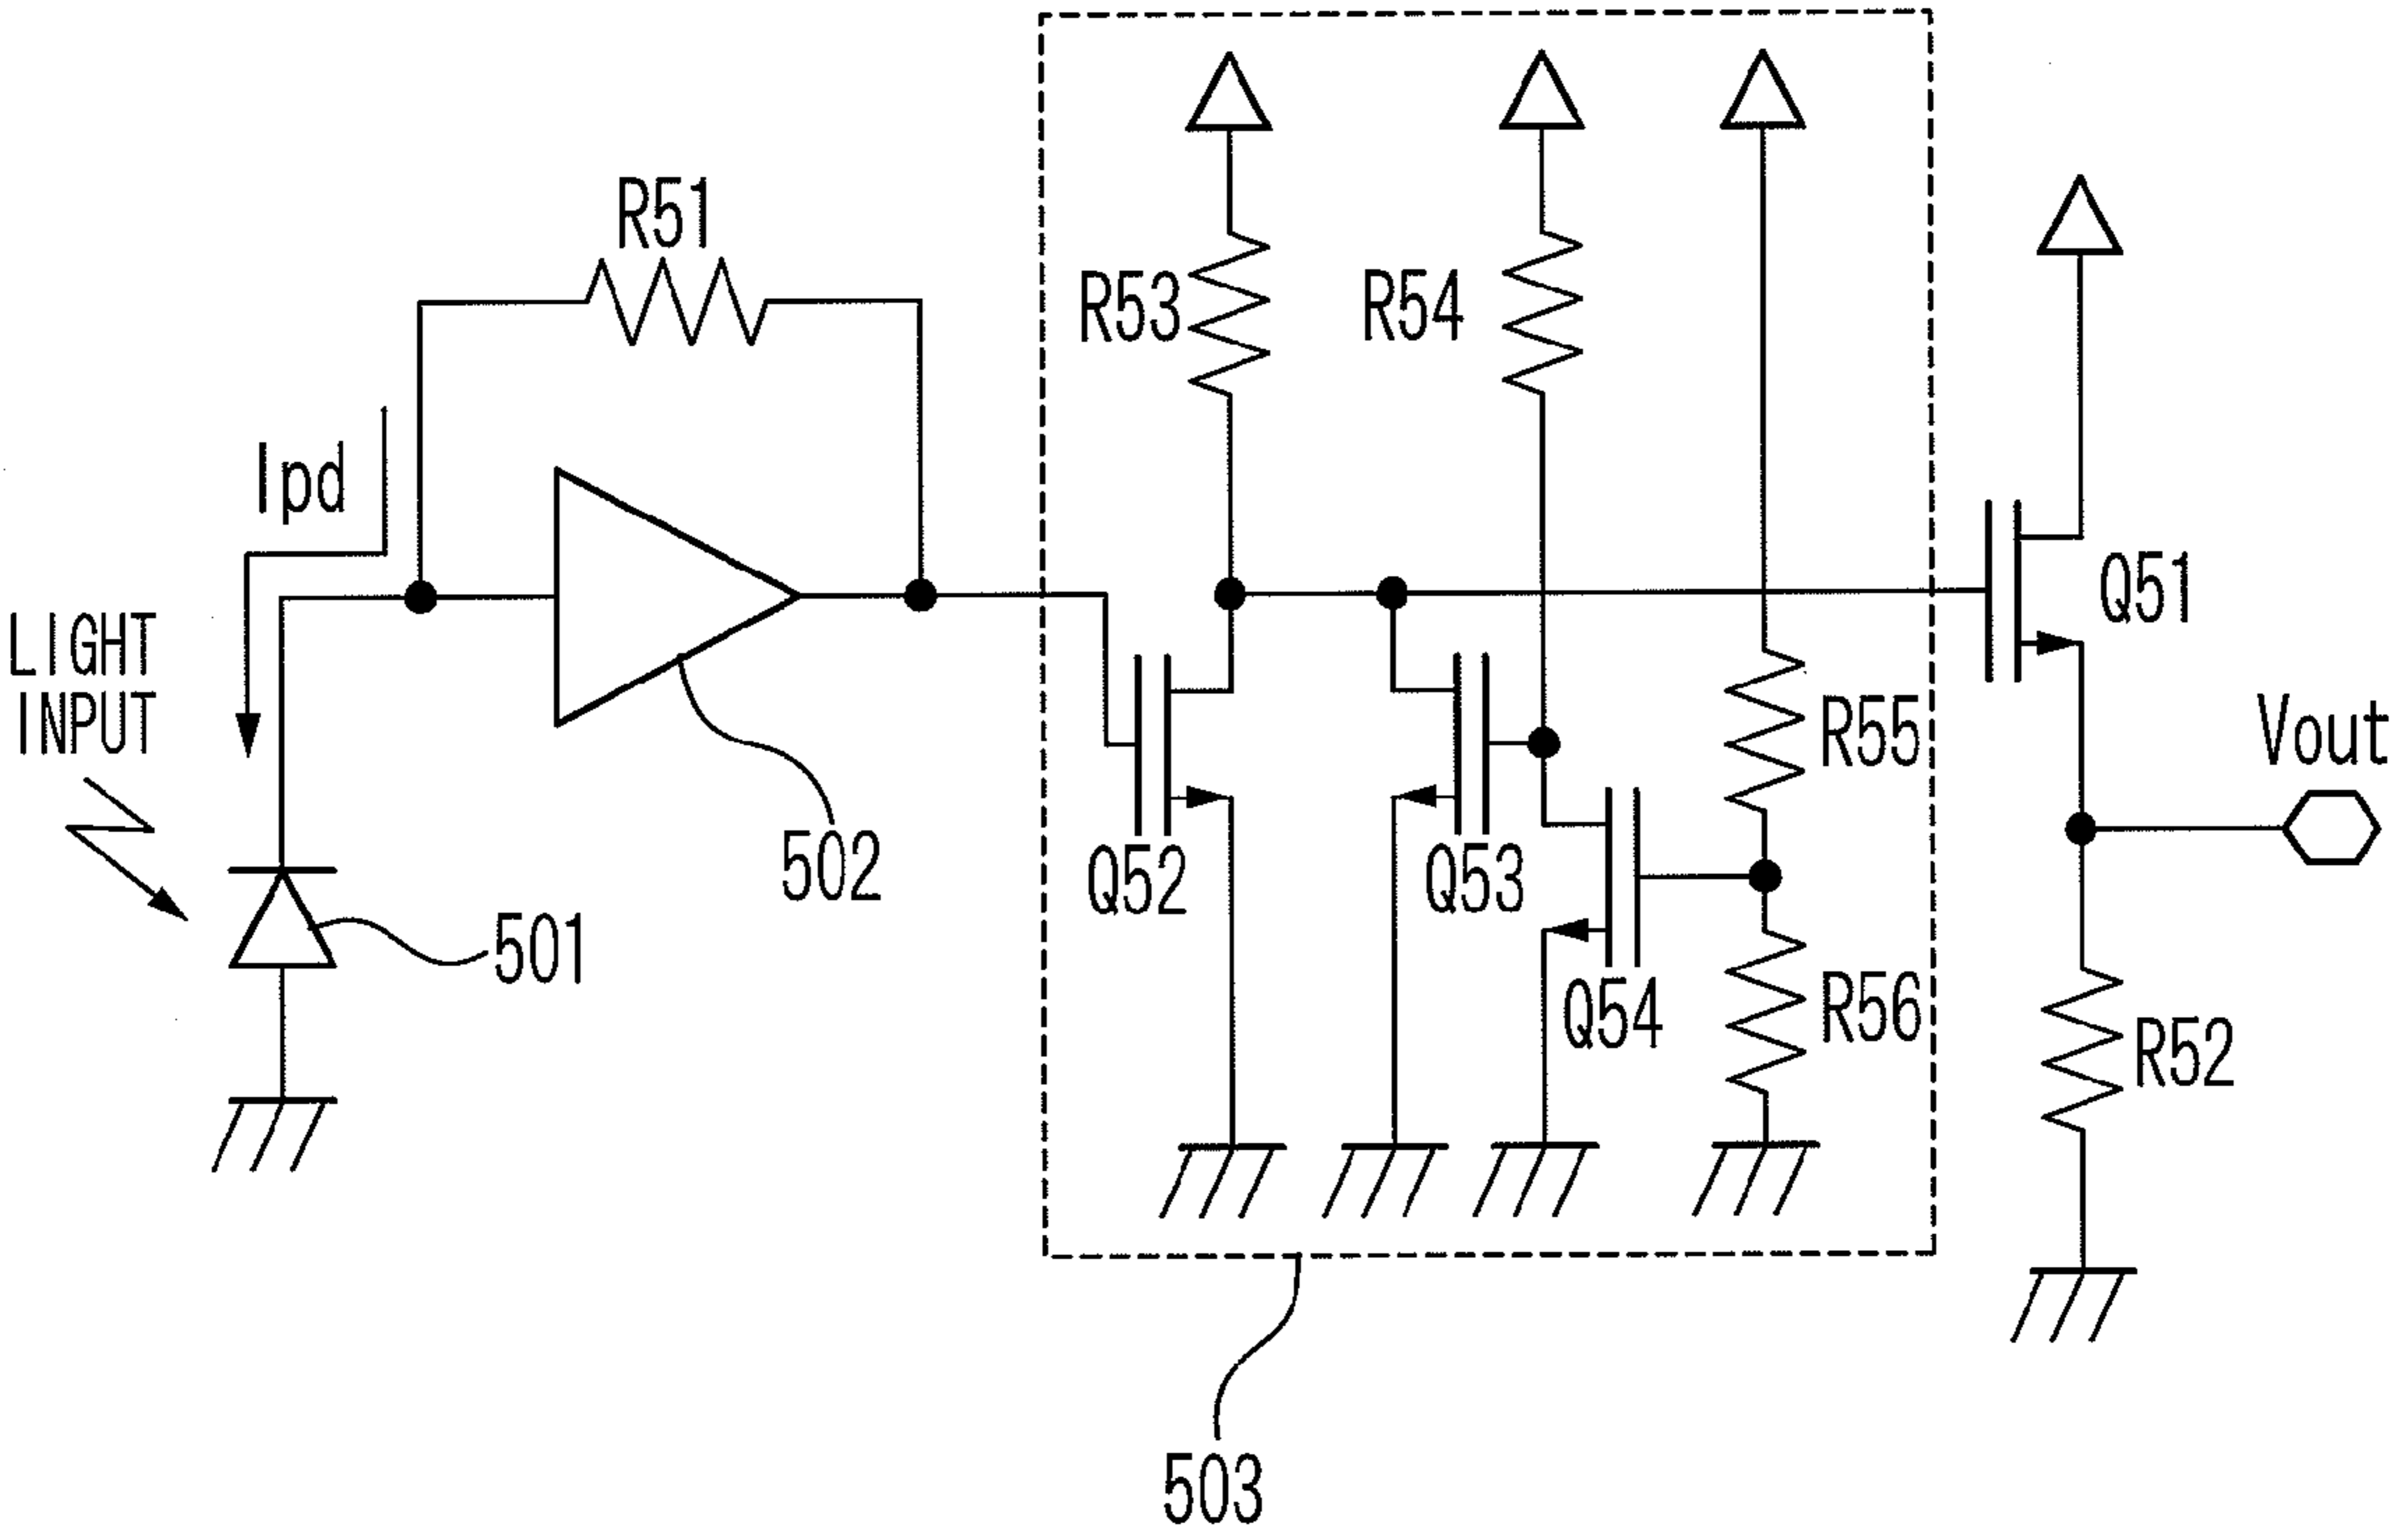 R51
R53
R54
Ipd
Q51
LIGHT
INPUT
R55
Vout
502
Q52
Q53
501
Q54
R56
R52
503